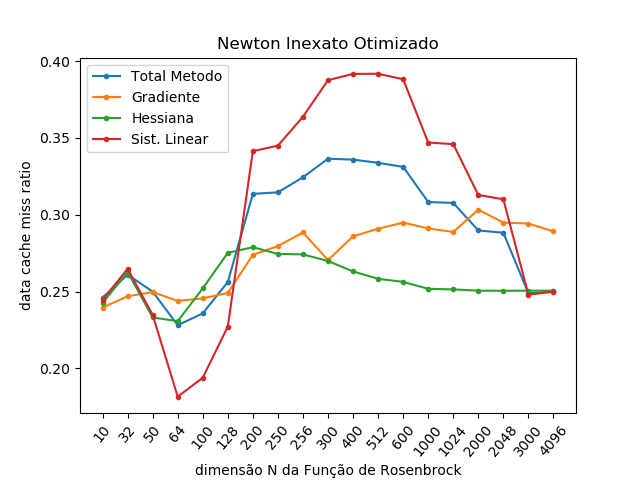 Newton Inexato Otimizado
Total Metodo
Gradiente
Hessiana
Sist. Linear
data cache miss ratio
0.40
0.35
0.30
0.25
0.20
10 32 50 64 100 128 200 250 256 300 400 512 600 1000 1024 2000 2048 3000 4096
dimensão N da Função de Rosenbrock